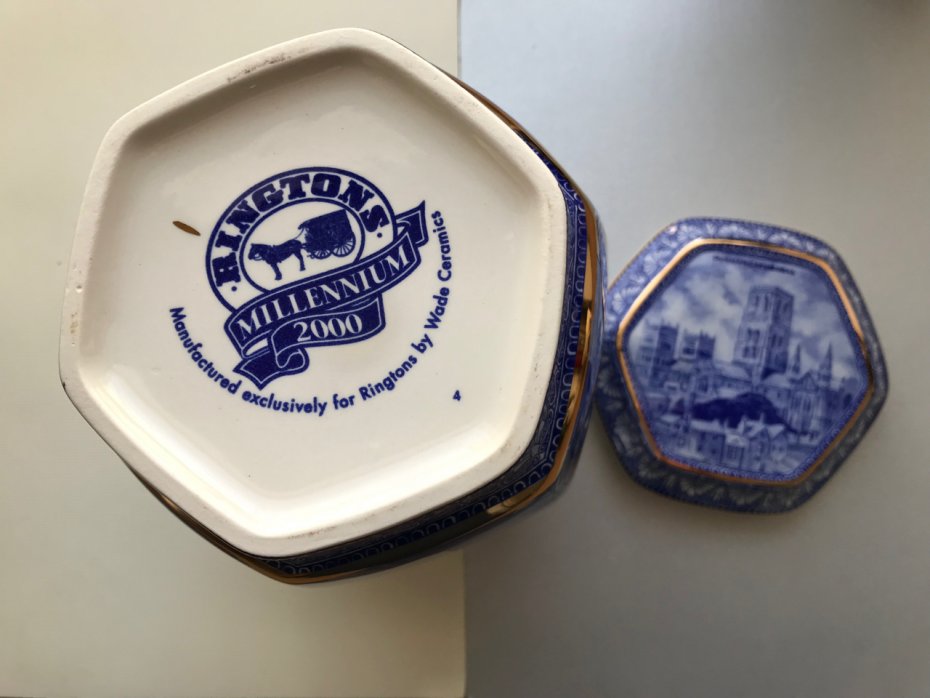 RINGTONS
MILLENNIUM
2000
Manufactured exclusively for Ringtons by Wade Ceramics
4